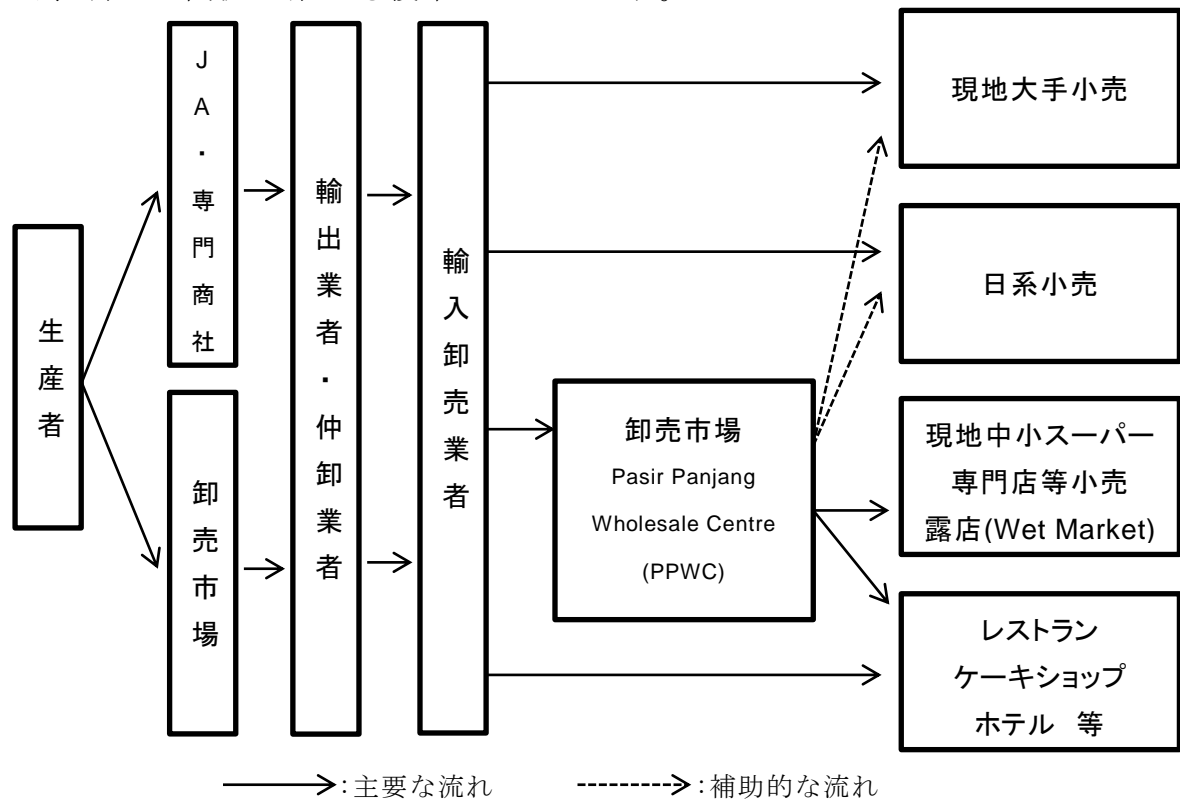 生産者
JA・専門商社
卸売市場
輸出業者・仲卸業者
輸入卸売業者
卸売市場
Pasir Panjang
Wholesale Centre
(PPWC)
現地大手小売
日系小売
現地中小スーパー
専門店等小売
露店(Wet Market)
レストラン
ケーキショップ
ホテル 等
:主要な流れ
:補助的な流れ